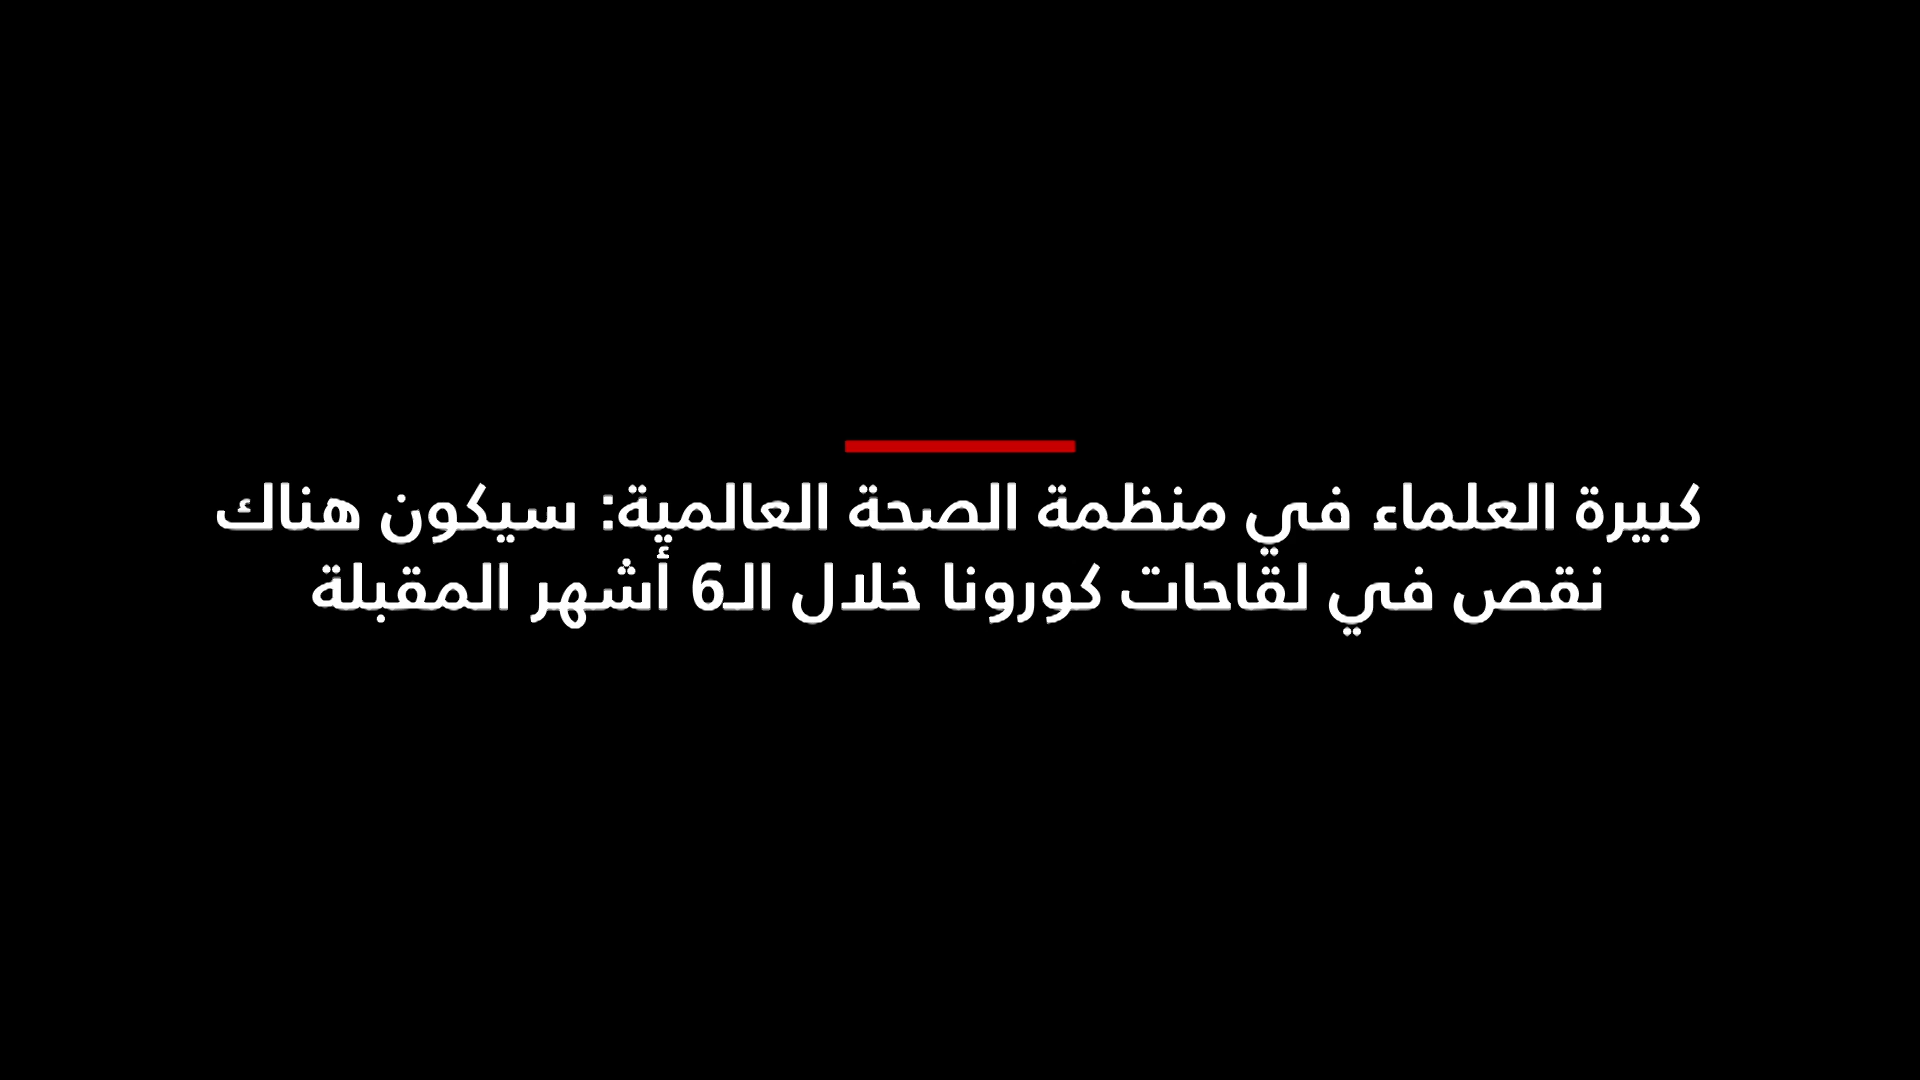 كبيرة العلماء في منظمة الصحة العالمية: سيكون هناك
نقص في لقاحات كورونا خلال الـ6 أشهر المقبلة